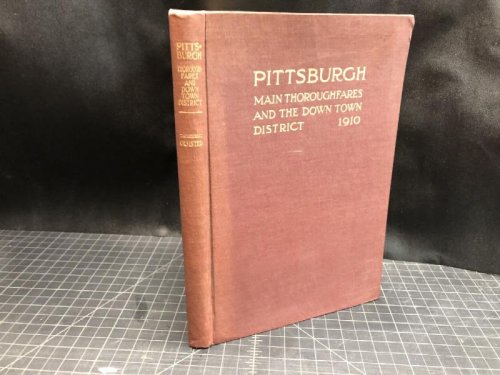 PITTS-
BURGH
THOROUGH-
FARES
AND
DOWN
TOWN
DISTRICT
OLMSTED
PITTSBURGH
MAIN THOROUGHFARES
AND THE DOWN TOWN
DISTRICT 1910